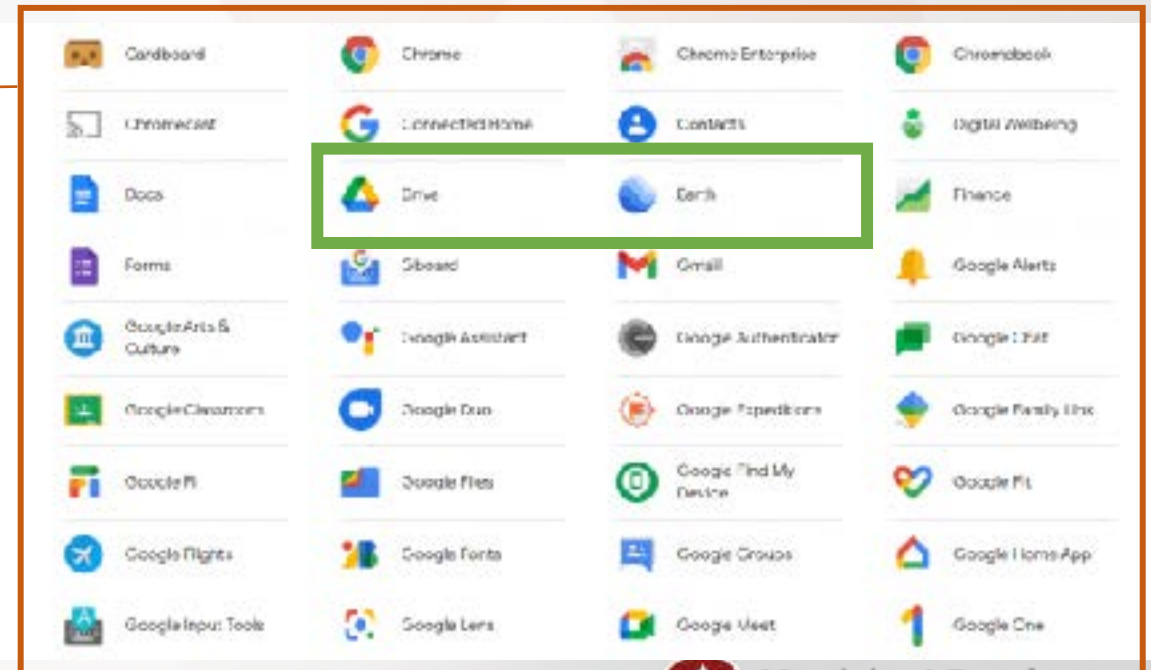 Cardboard
Chrome
Chrome Enterprise
Chromebook
Chromecast
Connected Home
Contacts
Digital Wellbeing
Docs
Drive
Earth
Finance
Forms
Gboard
Gmail
Google Alerts
Google Arts &
Culture
Google Assistant
Google Authenticator
Google Chat
Google Classroom
Google Duo
Google Expeditions
Google Family Link
Google Fi
Google Files
Google Find My
Device
Google Fit
Google Flights
Google Fonts
Google Groups
Google Home App
Google Input Tools
Google Lens
Google Meet
Google One